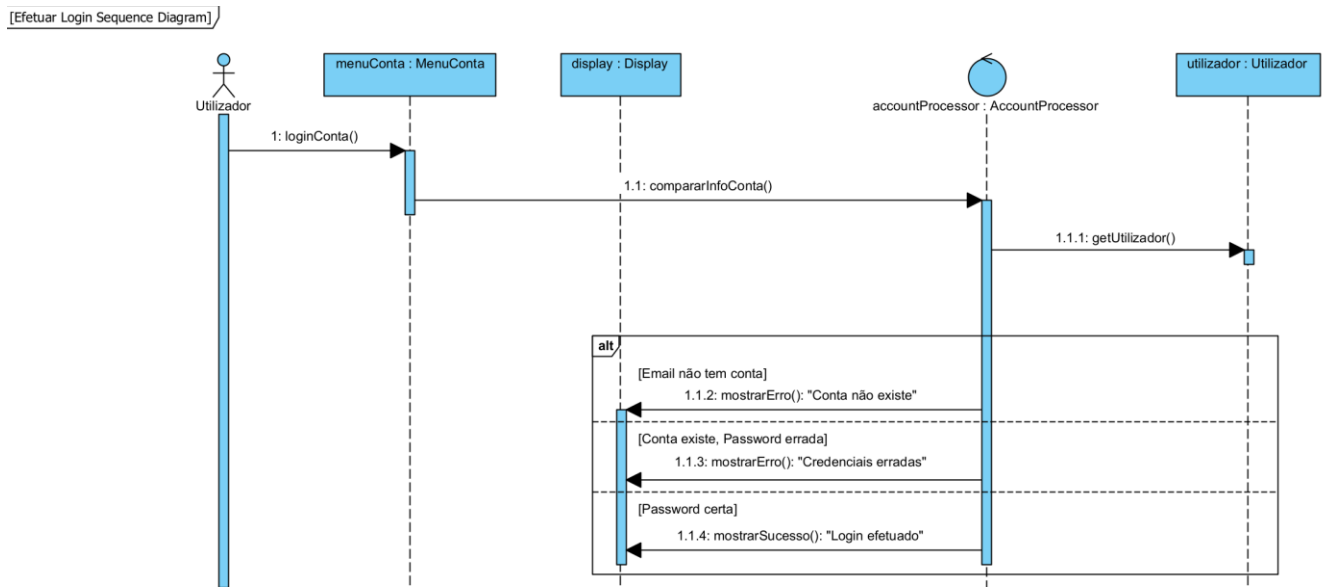 [Efetuar Login Sequence Diagram]
menuConta : MenuConta
display : Display
utilizador : Utilizador
Utilizador
accountProcessor : AccountProcessor
1: loginConta()
1.1: compararInfoConta()
1.1.1: getUtilizador()
alt
[Email não tem conta]
1.1.2: mostrarErro(): "Conta não existe"
[Conta existe, Password errada]
1.1.3: mostrarErro(): "Credenciais erradas"
[Password certa]
1.1.4: mostrarSucesso(): "Login efetuado"